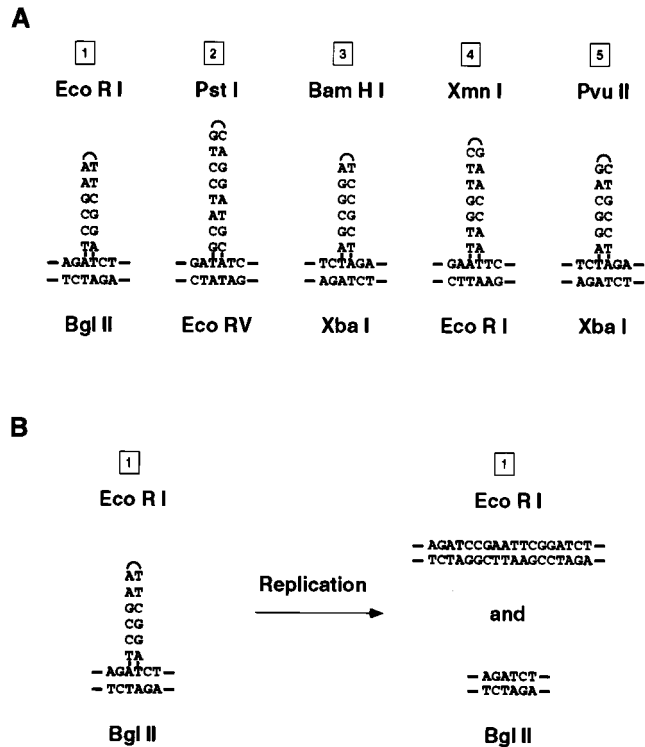 A
1 2 3 4 5
Eco R I Pst I Bam H I Xmn I Pvu II
AT
AT
GC
CG
CG
TA
– AGATCT –
– TCTAGA –
GC
TA
CG
CG
TA
AT
GC
– GATATC –
– CTATAG –
AT
GC
GC
CG
GC
AT
– TCTAGA –
– AGATCT –
CG
TA
TA
GC
GC
TA
TA
– GAATTC –
– CTTAAG –
GC
AT
CG
GC
GC
AT
– TCTAGA –
– AGATCT –
Bgl II Eco RV Xba I Eco R I Xba I
B
1
Eco R I
AT
AT
GC
CG
CG
TA
– AGATCT –
– TCTAGA –
Bgl II
Replication
1
Eco R I
– AGATCCGAATTCGGATCT –
– TCTAGGCTTAAGCCTAGA –
and
– AGATCT –
– TCTAGA –
Bgl II